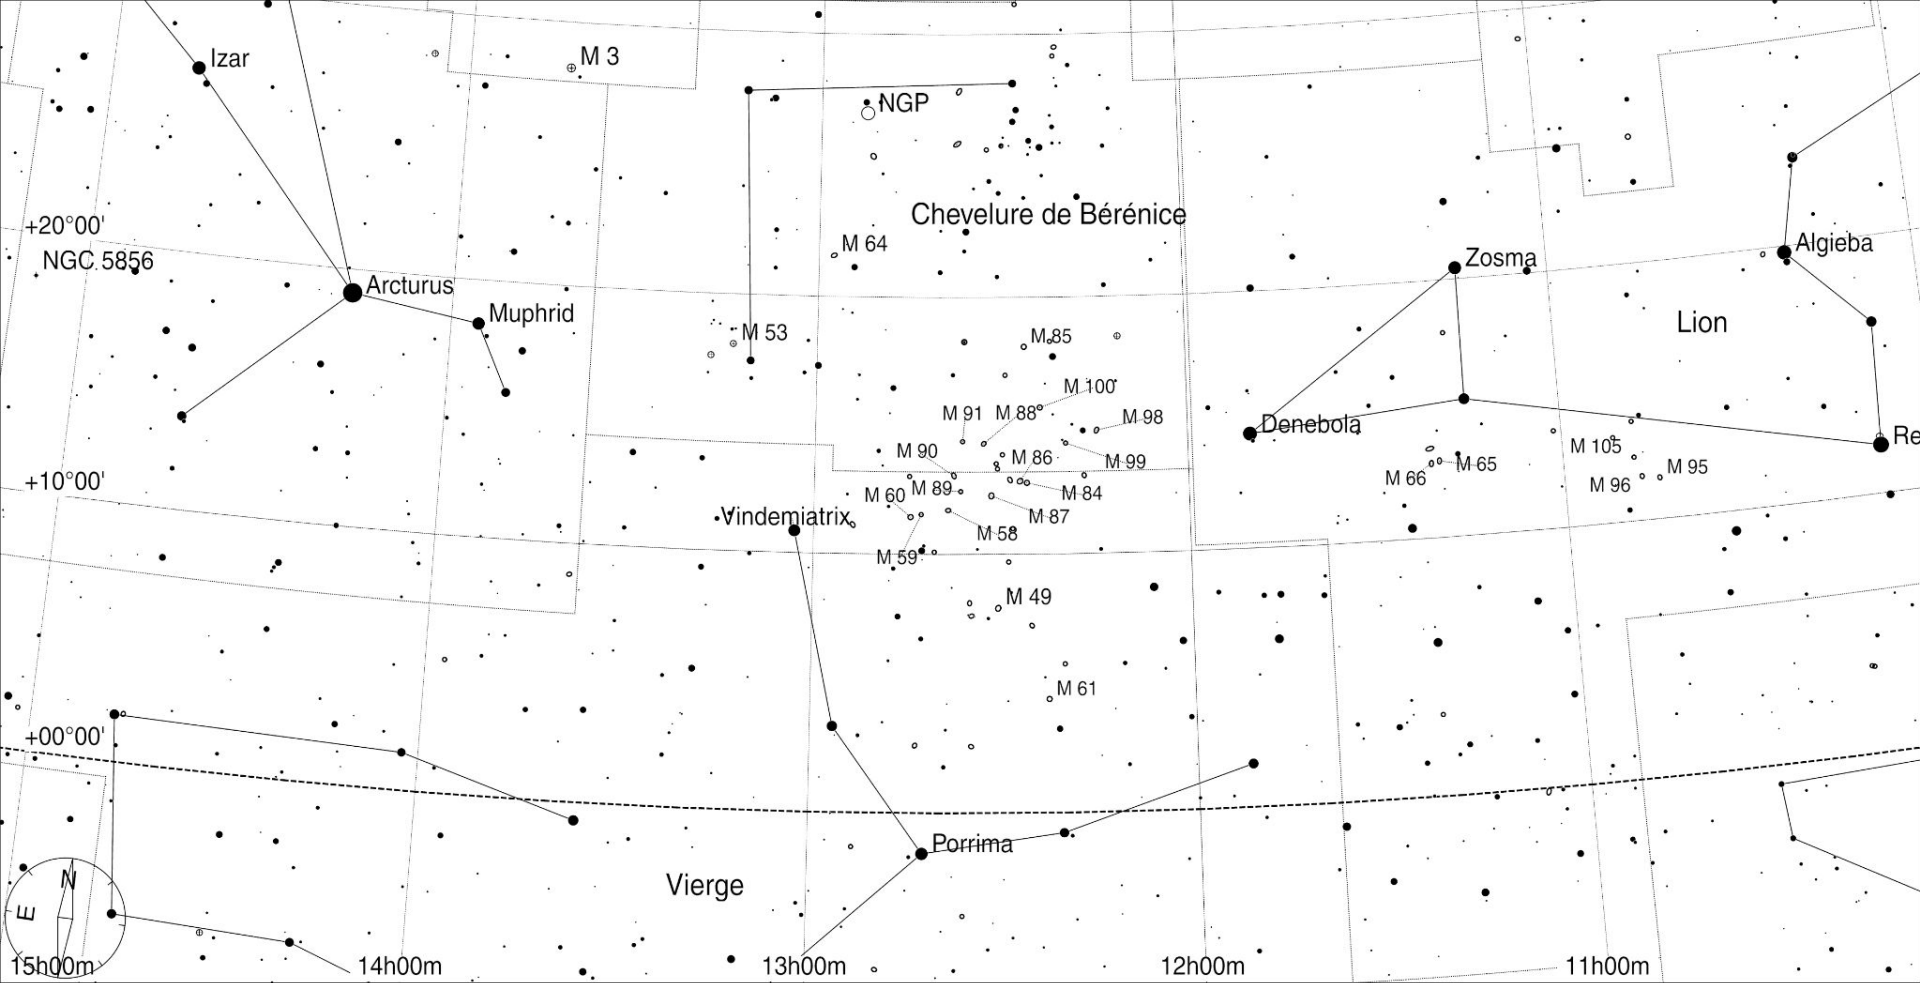 Izar
M 3
NGP
Chevelure de Bérénice
+20°00'
NGC 5856
M 64
Algieba
Zosma
Arcturus
Muphrid
M 53
M 85
Lion
M 100
M 91
M 88
M 98
Denebola
Re
M 90
M 86
M 99
M 105
M 66
M 65
M 95
M 96
+10°00'
M 60
M 89
M 84
Vindemiatrix
M 87
M 58
M 59
M 49
M 61
+00°00'
Porrima
Vierge
N
E
15h00m
14h00m
13h00m
12h00m
11h00m